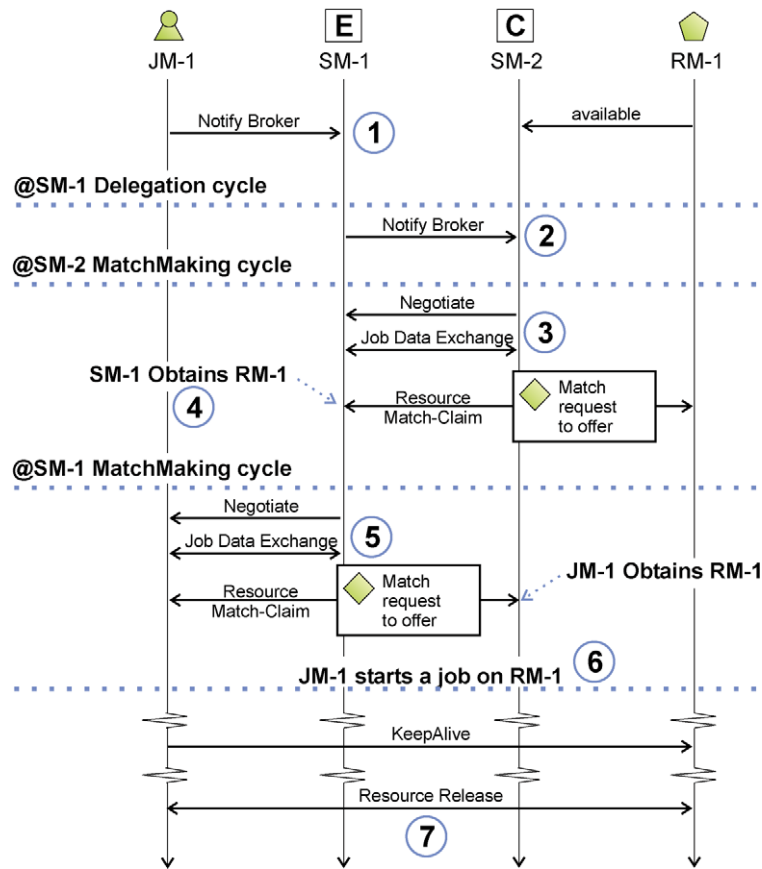 E
C
JM-1
SM-1
SM-2
RM-1
Notify Broker
1
available
@SM-1 Delegation cycle
Notify Broker
2
@SM-2 MatchMaking cycle
Negotiate
3
Job Data Exchange
SM-1 Obtains RM-1
4
Resource
Match-Claim
Match
request
to offer
@SM-1 MatchMaking cycle
Negotiate
5
Job Data Exchange
Resource
Match-Claim
Match
request
to offer
JM-1 Obtains RM-1
6
JM-1 starts a job on RM-1
KeepAlive
Resource Release
7